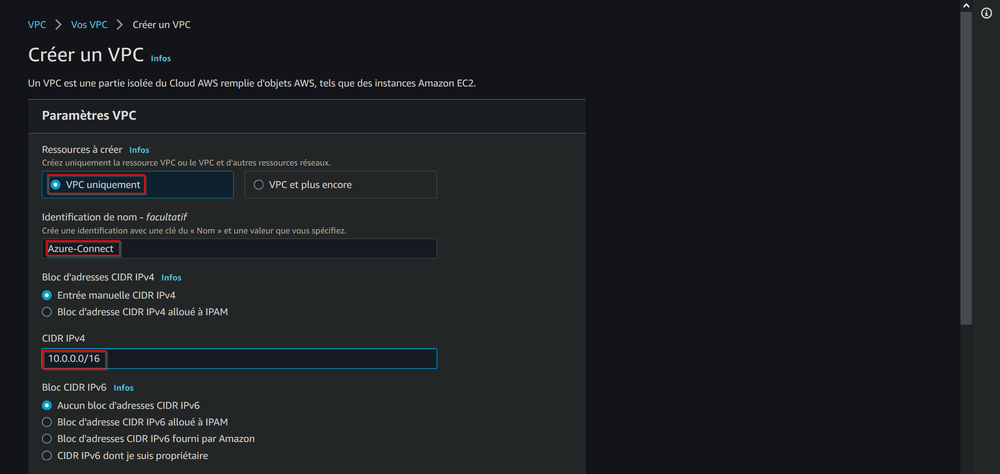 VPC > Vos VPC > Créer un VPC
Créer un VPC Infos
Un VPC est une partie isolée du Cloud AWS remplie d'objets AWS, tels que des instances Amazon EC2.
Paramètres VPC
Ressources à créer Infos
Créez uniquement la ressource VPC ou le VPC et d'autres ressources réseaux.
VPC uniquement VPC et plus encore
Identification de nom - facultatif
Crée une identification avec une clé du « Nom » et une valeur que vous spécifiez.
Azure-Connect
Bloc d'adresses CIDR IPv4 Infos
Entrée manuelle CIDR IPv4
Bloc d'adresse CIDR IPv4 alloué à IPAM
CIDR IPv4
10.0.0.0/16
Bloc CIDR IPv6 Infos
Aucun bloc d'adresses CIDR IPv6
Bloc d'adresse CIDR IPv6 alloué à IPAM
Bloc d'adresses CIDR IPv6 fourni par Amazon
CIDR IPv6 dont je suis propriétaire